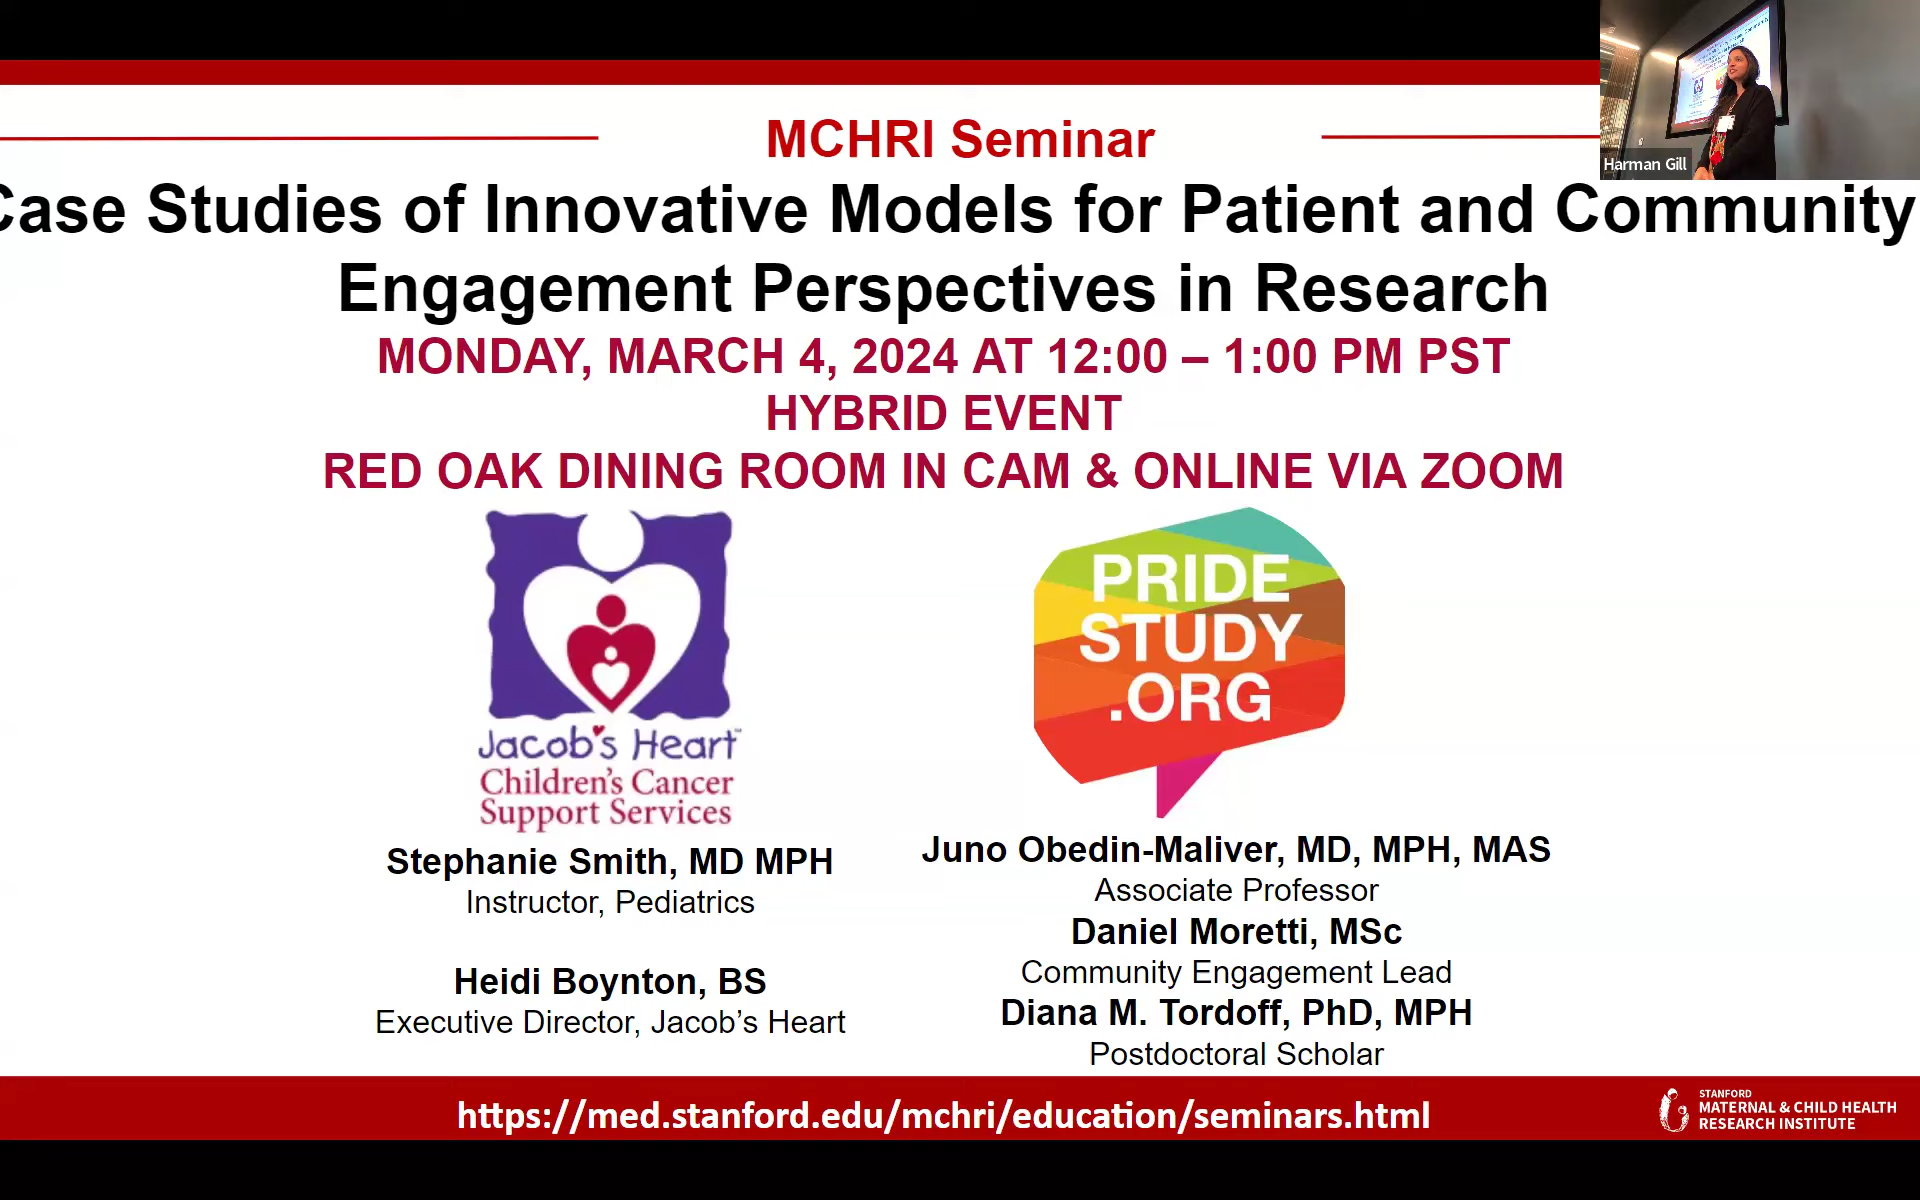 MCHRI Seminar
Case Studies of Innovative Models for Patient and Community
Engagement Perspectives in Research
MONDAY, MARCH 4, 2024 AT 12:00 – 1:00 PM PST
HYBRID EVENT
RED OAK DINING ROOM IN CAM & ONLINE VIA ZOOM
Harman Gill
Jacob's Heart™
Children's Cancer
Support Services
Stephanie Smith, MD MPH
Instructor, Pediatrics
Heidi Boynton, BS
Executive Director, Jacob’s Heart
PRIDE
STUDY
.ORG
Juno Obedin-Maliver, MD, MPH, MAS
Associate Professor
Daniel Moretti, MSc
Community Engagement Lead
Diana M. Tordoff, PhD, MPH
Postdoctoral Scholar
https://med.stanford.edu/mchri/education/seminars.html
STANFORD
MATERNAL & CHILD HEALTH
RESEARCH INSTITUTE